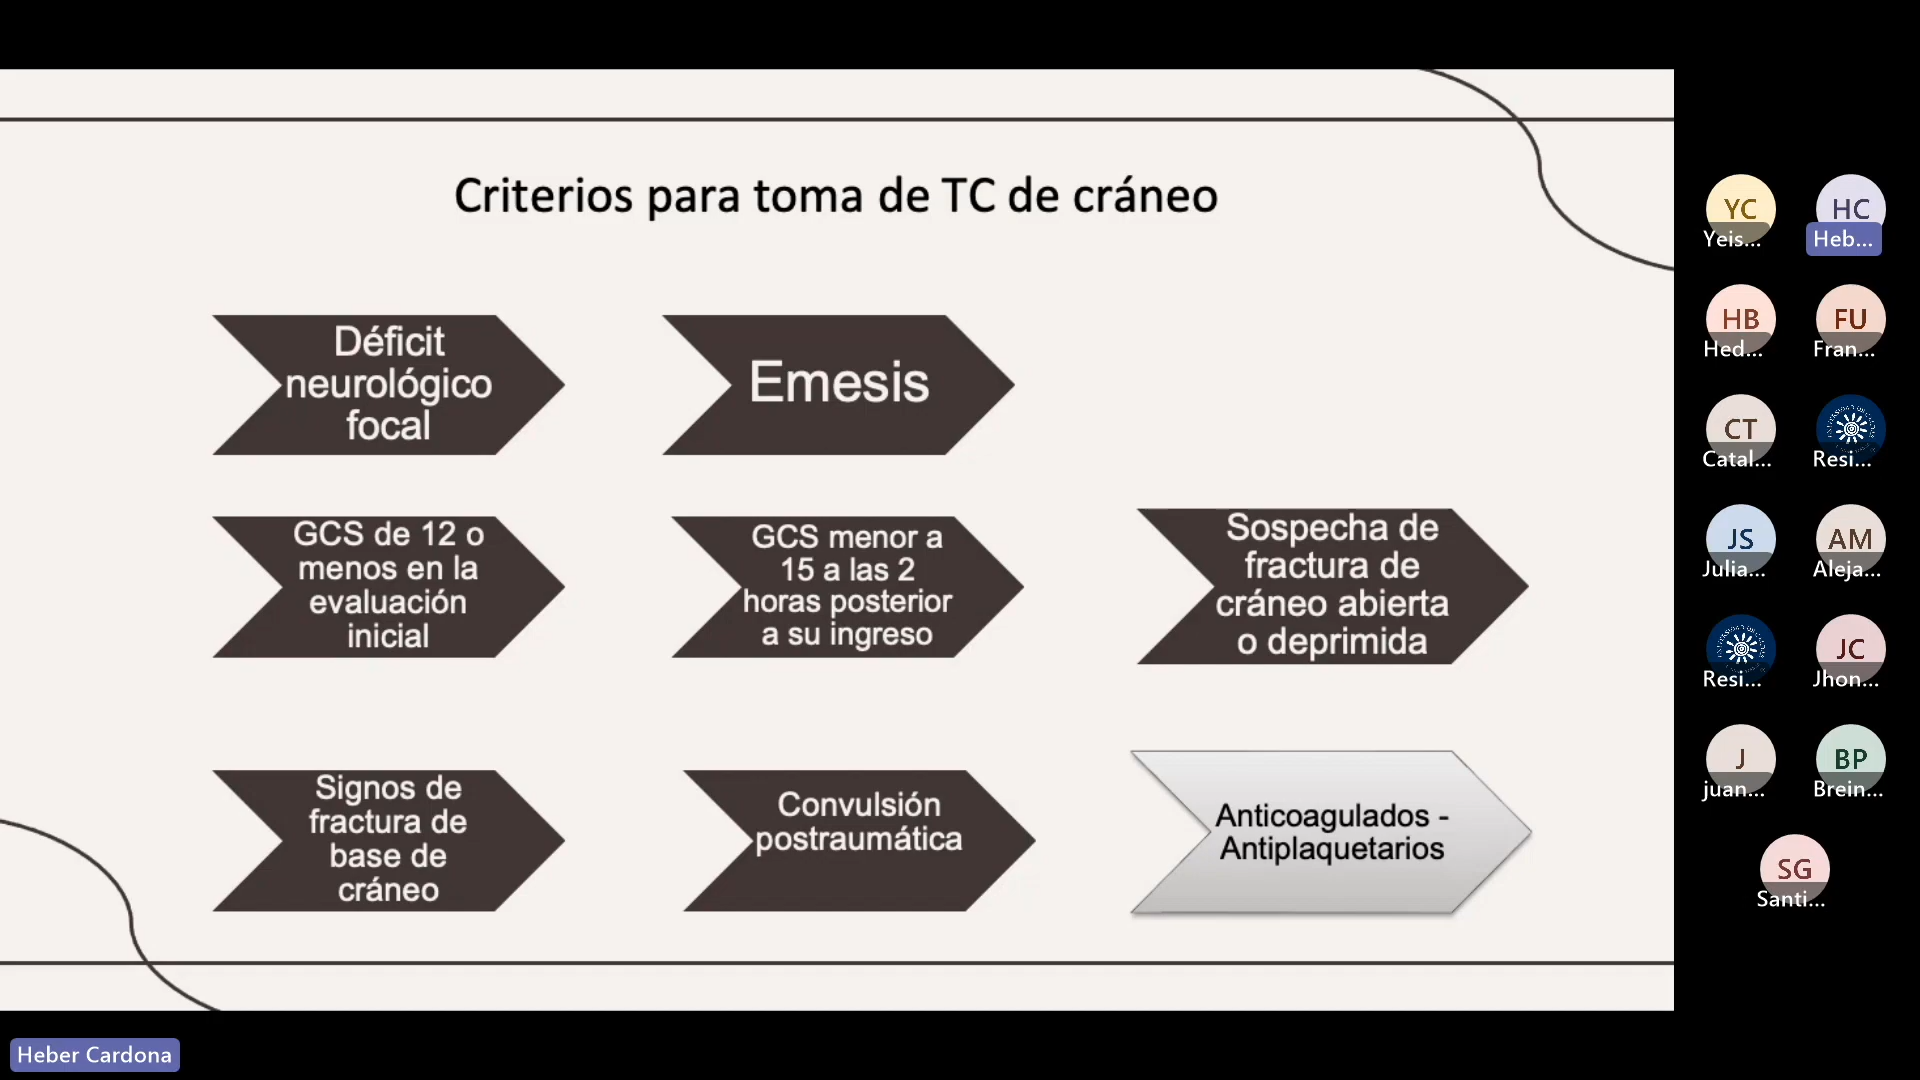 Criterios para toma de TC de cráneo
Déficit
neurológico
focal
Emesis
GCS de 12 o
menos en la
evaluación
inicial
GCS menor a
15 a las 2
horas posterior
a su ingreso
Sospecha de
fractura de
cráneo abierta
o deprimida
Signos de
fractura de
base de
cráneo
Convulsión
postraumática
Anticoagulados -
Antiplaquetarios
YC
Yeis...
HC
Heb...
HB
Hed...
FU
Fran...
CT
Catal...
Resi...
JS
Julia...
AM
Aleja...
Resi...
JC
Jhon...
J
juan...
BP
Brein...
SG
Santi...
Heber Cardona